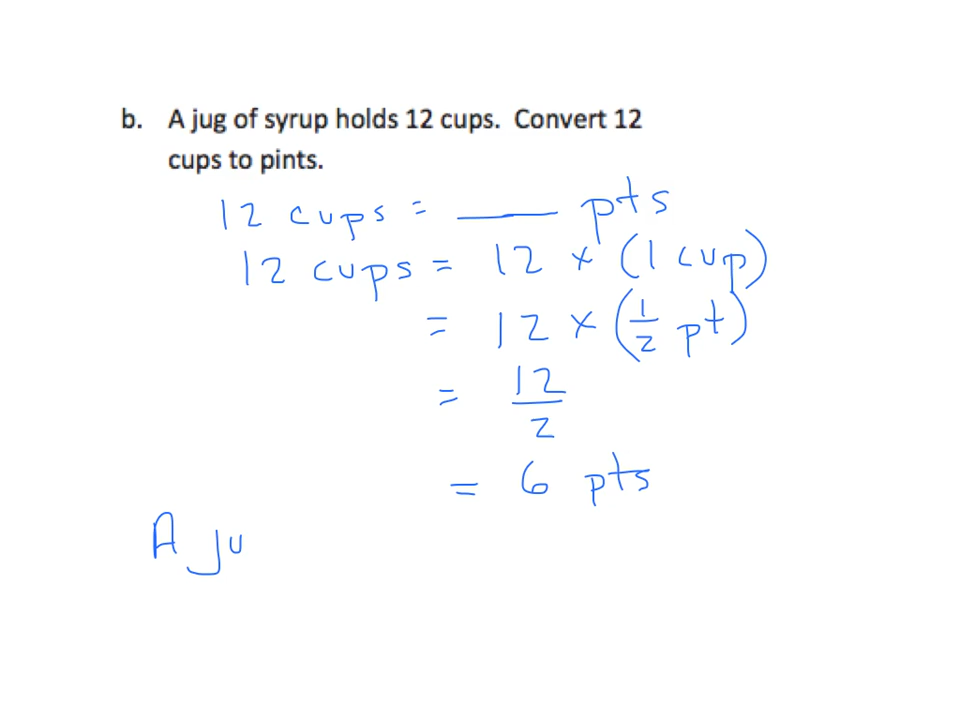 b. A jug of syrup holds 12 cups. Convert 12
cups to pints.
12 cups = ___ pts
12 cups = 12 × (1 cup)
= 12 × (1/2 pt)
= 12/2
= 6 pts
A ju